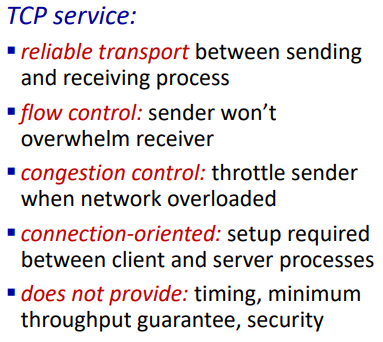 TCP service:
▪ reliable transport between sending
and receiving process
▪ flow control: sender won’t
overwhelm receiver
▪ congestion control: throttle sender
when network overloaded
▪ connection-oriented: setup required
between client and server processes
▪ does not provide: timing, minimum
throughput guarantee, security